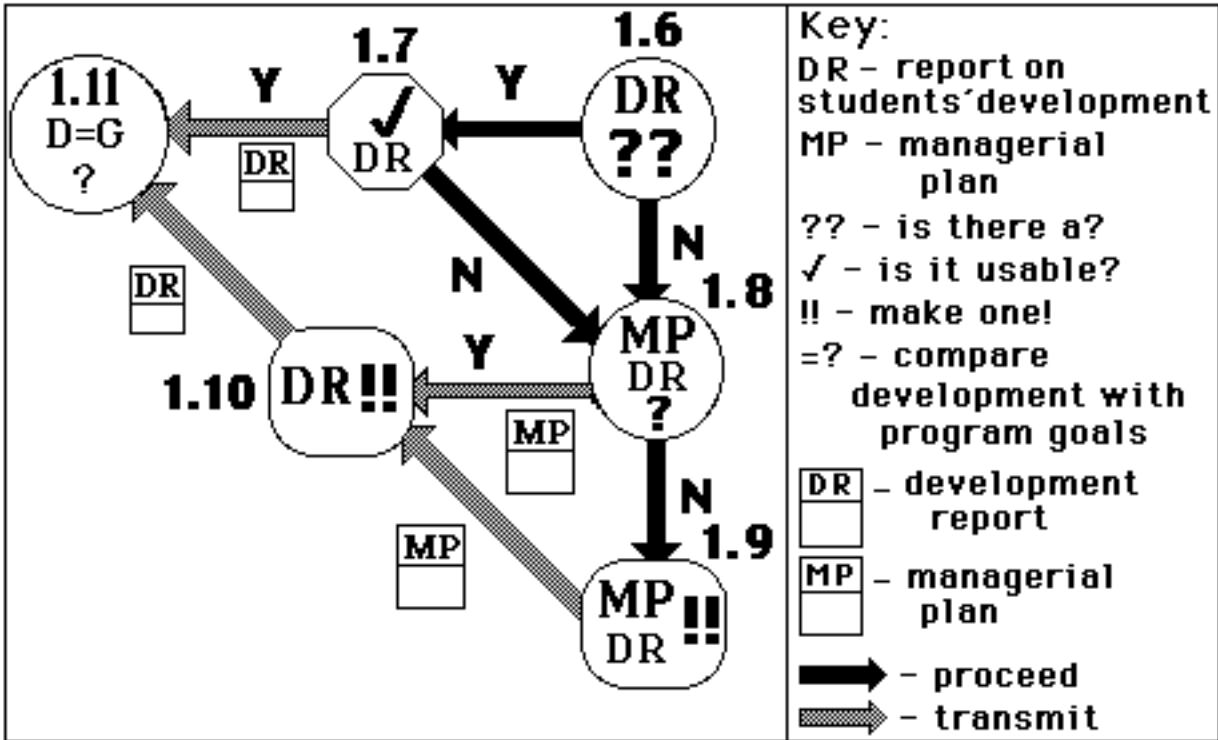 1.6
DR
??
Y
1.7
✓
DR
Y
DR
1.11
D=G
?
N
N
1.8
MP
DR
?
Y
MP
DR
1.10
DR!!
N
1.9
MP
DR
!!
MP
Key:
DR – report on
students´development
MP – managerial
plan
?? – is there a?
✓ – is it usable?
!! – make one!
=? – compare
development with
program goals
DR – development
report
MP – managerial
plan
– proceed
– transmit